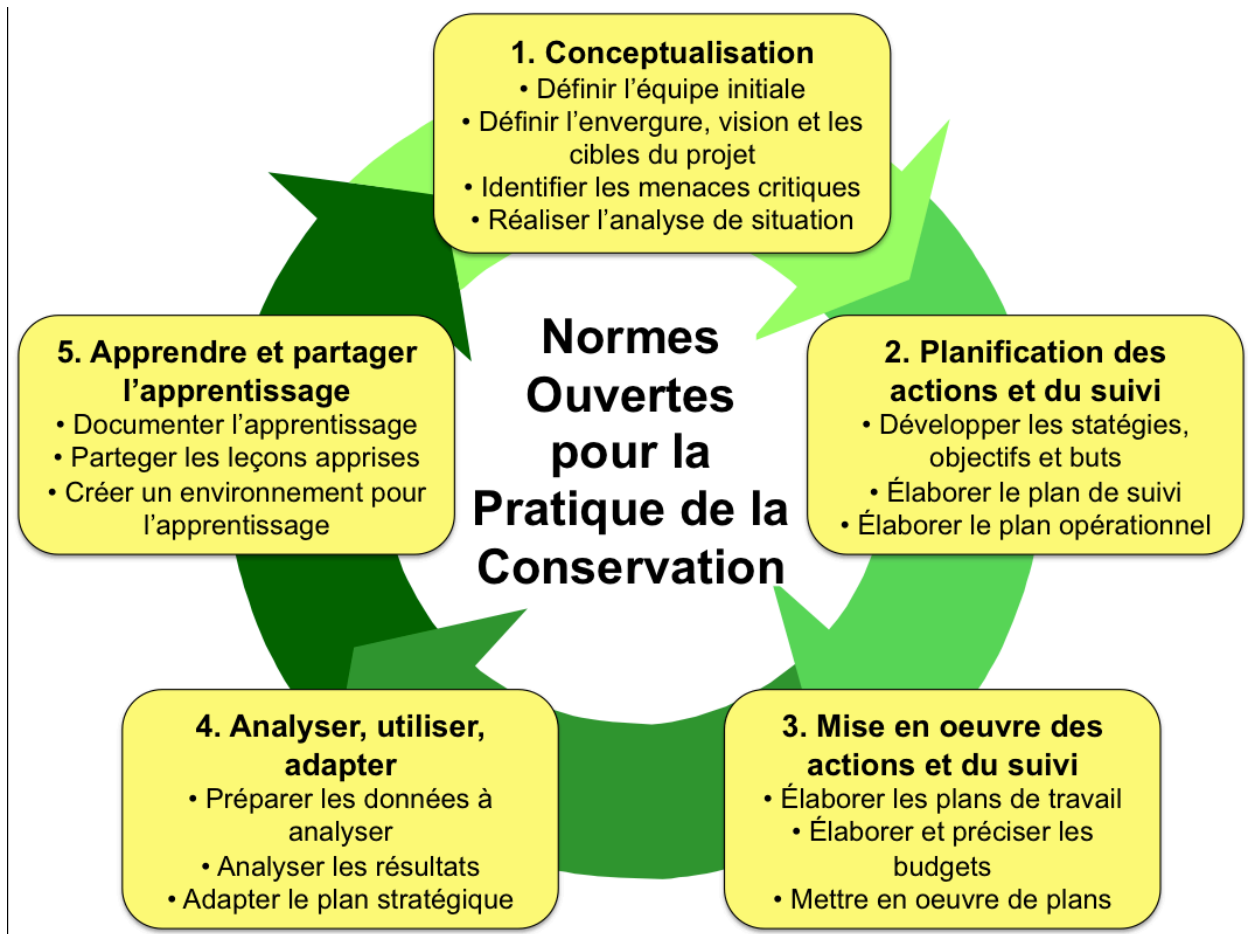 1. Conceptualisation
• Définir l’équipe initiale
• Définir l’envergure, vision et les
cibles du projet
• Identifier les menaces critiques
• Réaliser l’analyse de situation
Normes
Ouvertes
pour la
Pratique de la
Conservation
2. Planification des
actions et du suivi
• Développer les statégies,
objectifs et buts
• Élaborer le plan de suivi
• Élaborer le plan opérationnel
3. Mise en oeuvre des
actions et du suivi
• Élaborer les plans de travail
• Élaborer et préciser les
budgets
• Mettre en oeuvre de plans
4. Analyser, utiliser,
adapter
• Préparer les données à
analyser
• Analyser les résultats
• Adapter le plan stratégique
5. Apprendre et partager
l’apprentissage
• Documenter l’apprentissage
• Parteger les leçons apprises
• Créer un environnement pour
l’apprentissage